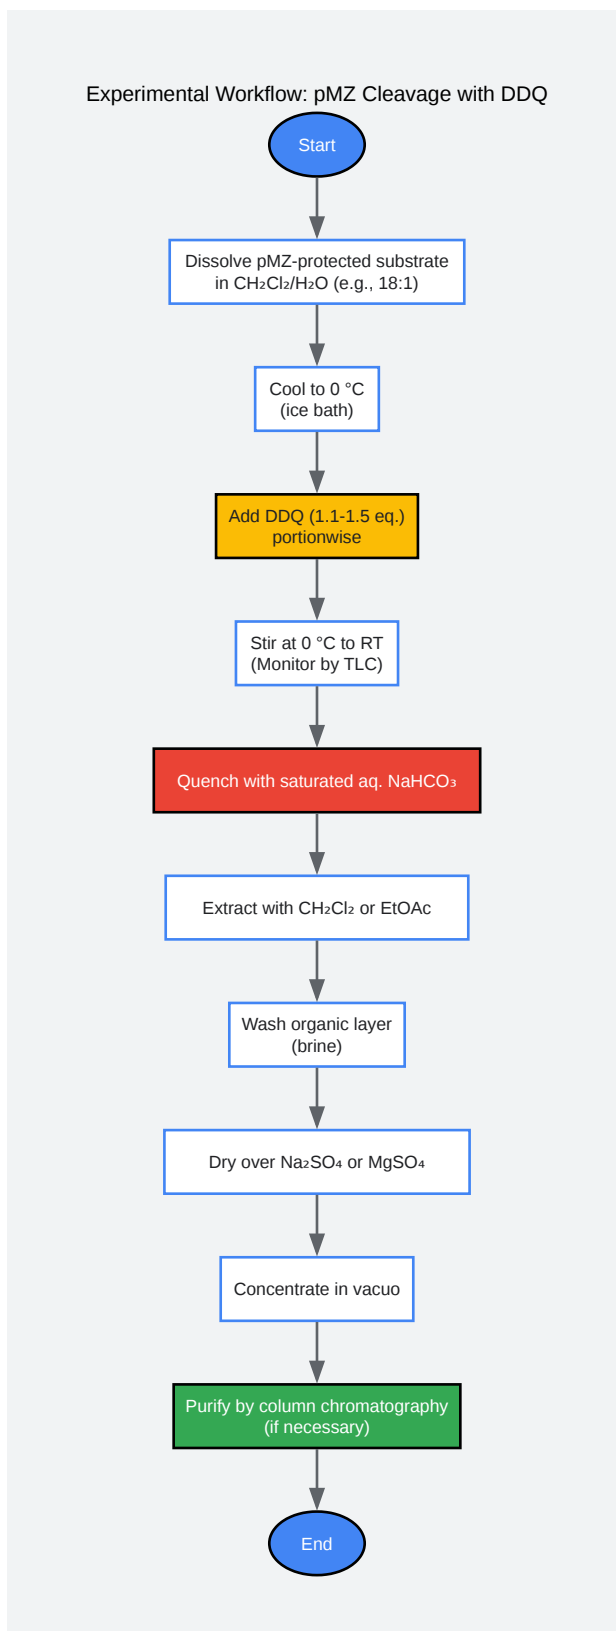 Experimental Workflow: pMZ Cleavage with DDQ
Start
Dissolve pMZ-protected substrate
in CH₂Cl₂/H₂O (e.g., 18:1)
Cool to 0 °C
(ice bath)
Add DDQ (1.1-1.5 eq.)
portionwise
Stir at 0 °C to RT
(Monitor by TLC)
Quench with saturated aq. NaHCO₃
Extract with CH₂Cl₂ or EtOAc
Wash organic layer
(brine)
Dry over Na₂SO₄ or MgSO₄
Concentrate in vacuo
Purify by column chromatography
(if necessary)
End